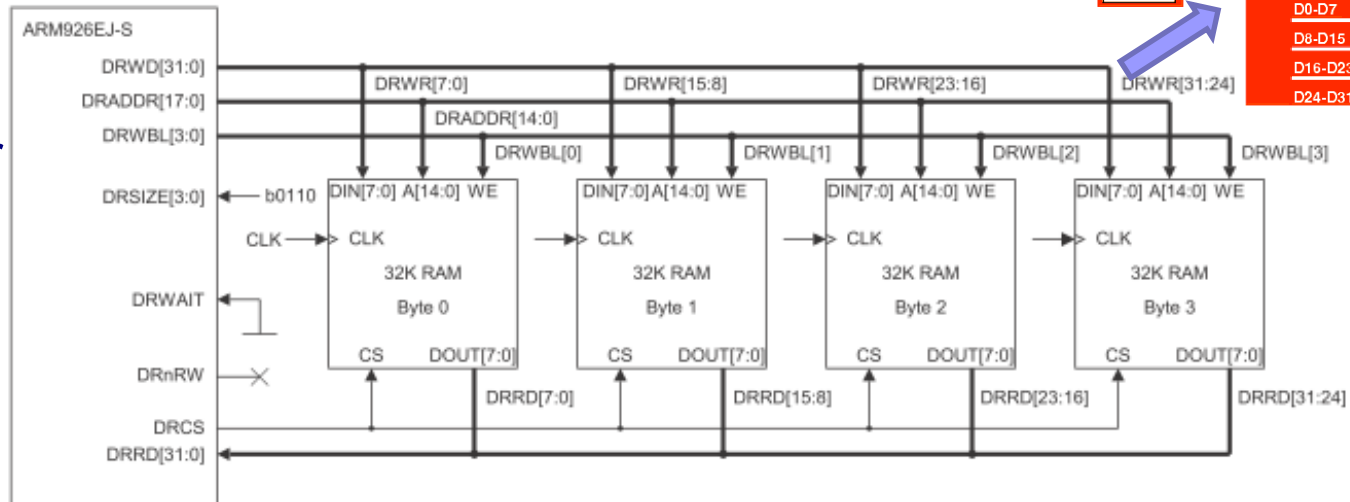 D0-D7
D8-D15
D16-D23
D24-D31
ARM926EJ-S
DRWD[31:0]
DRWR[7:0] DRWR[15:8] DRWR[23:16] DRWR[31:24]
DRADDR[17:0]
DRADDR[14:0]
DRWBL[3:0]
DRWBL[0] DRWBL[1] DRWBL[2] DRWBL[3]
DRSIZE[3:0] b0110
DIN[7:0] A[14:0] WE DIN[7:0] A[14:0] WE DIN[7:0] A[14:0] WE DIN[7:0] A[14:0] WE
CLK CLK CLK CLK CLK
32K RAM 32K RAM 32K RAM 32K RAM
DRWAIT Byte 0 Byte 1 Byte 2 Byte 3
CS DOUT[7:0] CS DOUT[7:0] CS DOUT[7:0] CS DOUT[7:0]
DRnRW
DRRD[7:0] DRRD[15:8] DRRD[23:16] DRRD[31:24]
DRCS
DRRD[31:0]